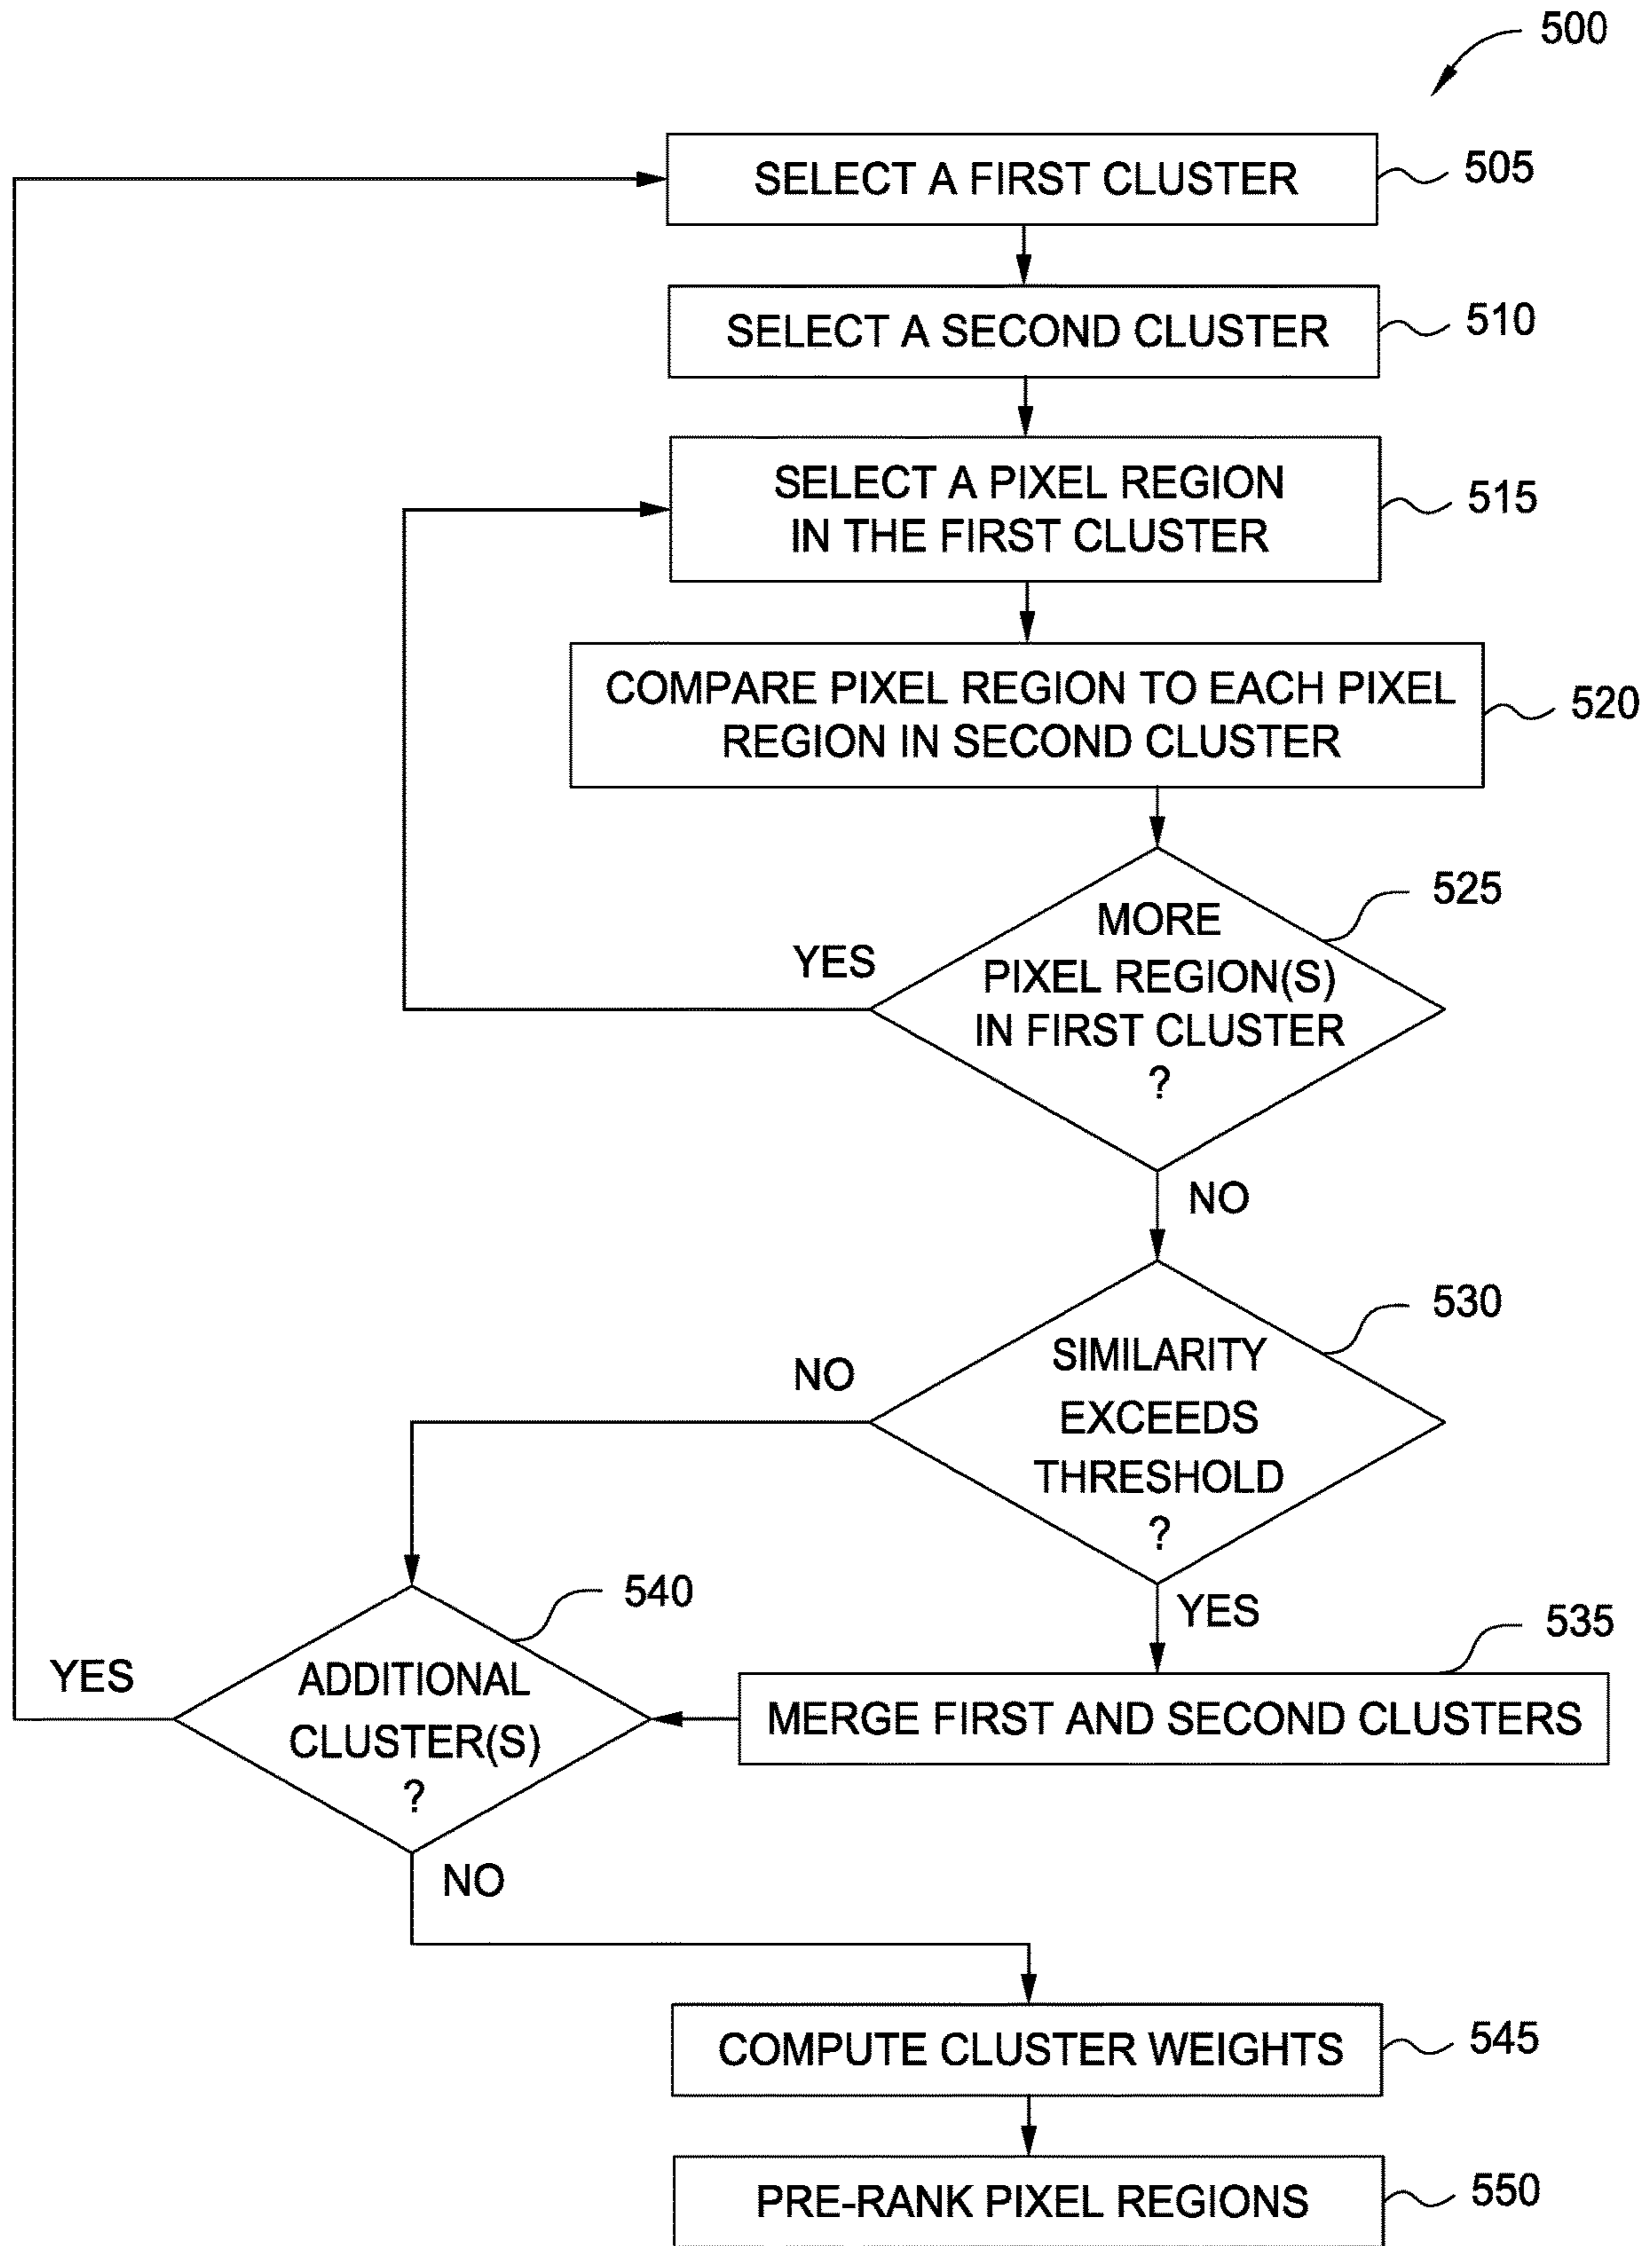 500
SELECT A FIRST CLUSTER
505
SELECT A SECOND CLUSTER
510
SELECT A PIXEL REGION
IN THE FIRST CLUSTER
515
COMPARE PIXEL REGION TO EACH PIXEL
REGION IN SECOND CLUSTER
520
525
MORE
PIXEL REGION(S)
IN FIRST CLUSTER
?
YES
NO
530
SIMILARITY
EXCEEDS
THRESHOLD
?
NO
YES
535
MERGE FIRST AND SECOND CLUSTERS
540
ADDITIONAL
CLUSTER(S)
?
YES
NO
COMPUTE CLUSTER WEIGHTS
545
PRE-RANK PIXEL REGIONS
550